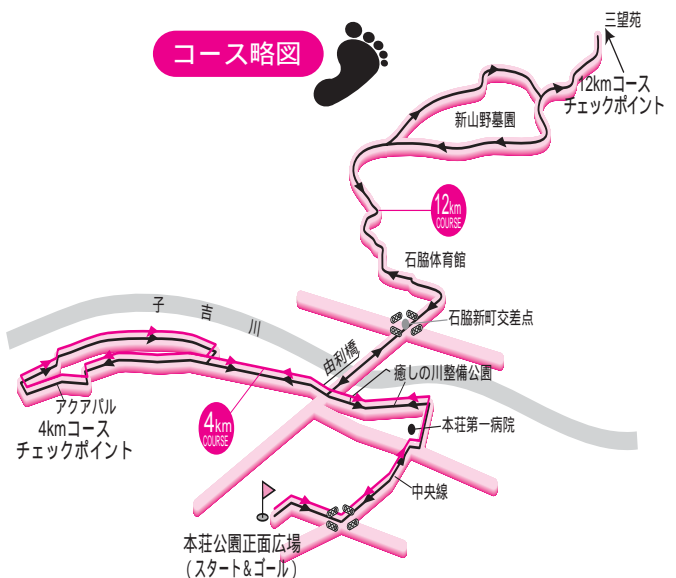 コース略図
三望苑
12kmコース
チェックポイント
新山野墓園
12km
COURSE
石脇体育館
子吉川
石脇新町交差点
由利橋
癒しの川整備公園
アクアパル
4kmコース
チェックポイント
4km
COURSE
本荘第一病院
中央線
本荘公園正面広場
(スタート&ゴール)